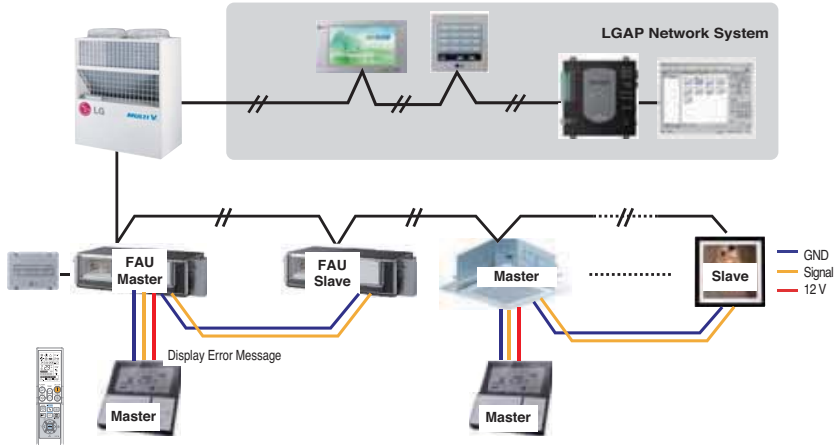 LGAP Network System
LG
MULTI V
FAU
Master
FAU
Slave
Master
Slave
GND
Signal
12 V
Display Error Message
Master
Master